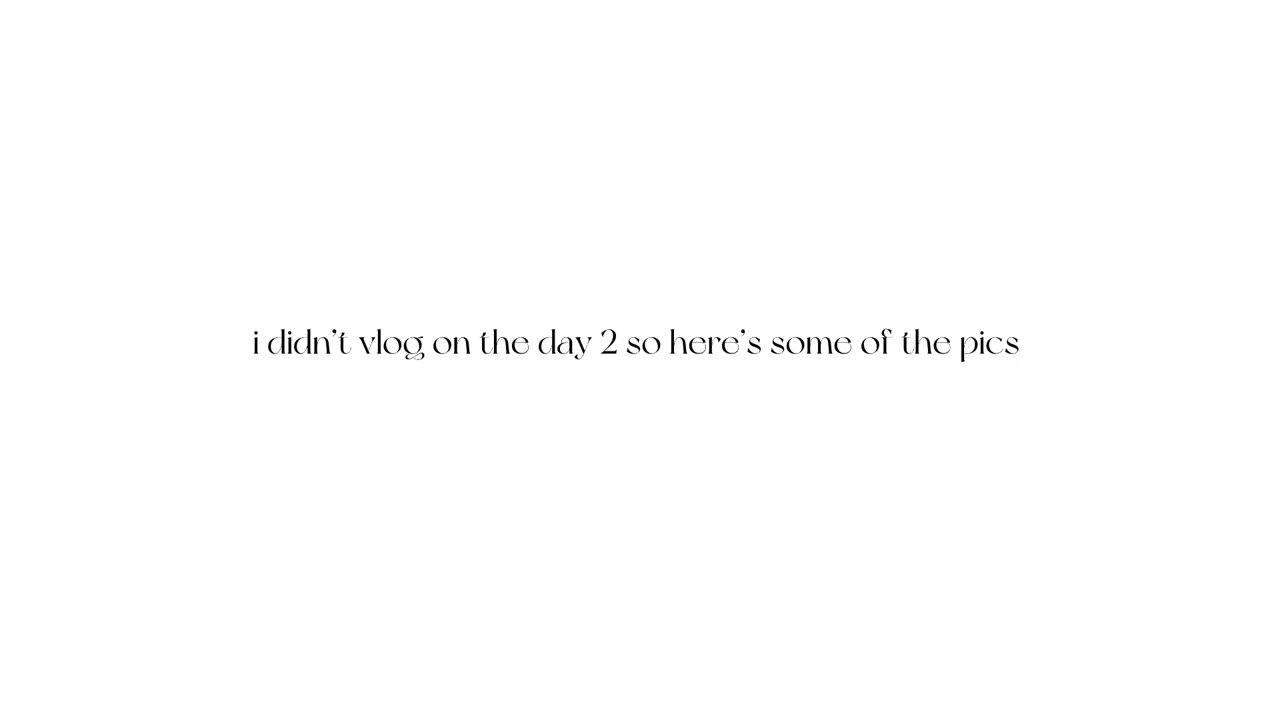 i didn't vlog on the day 2 so here's some of the pics